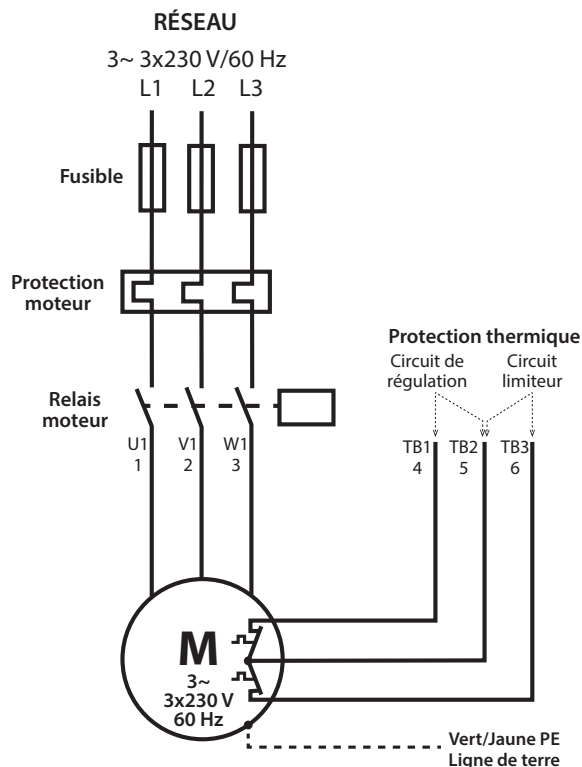 RÉSEAU
3~ 3x230 V/60 Hz
L1 L2 L3
Fusible
Protection
moteur
Protection thermique
Circuit de
régulation
Circuit
limiteur
Relais
moteur
U1 V1 W1
1 2 3
TB1 TB2 TB3
4 5 6
M
3~
3x230 V
60 Hz
Vert/Jaune PE
Ligne de terre